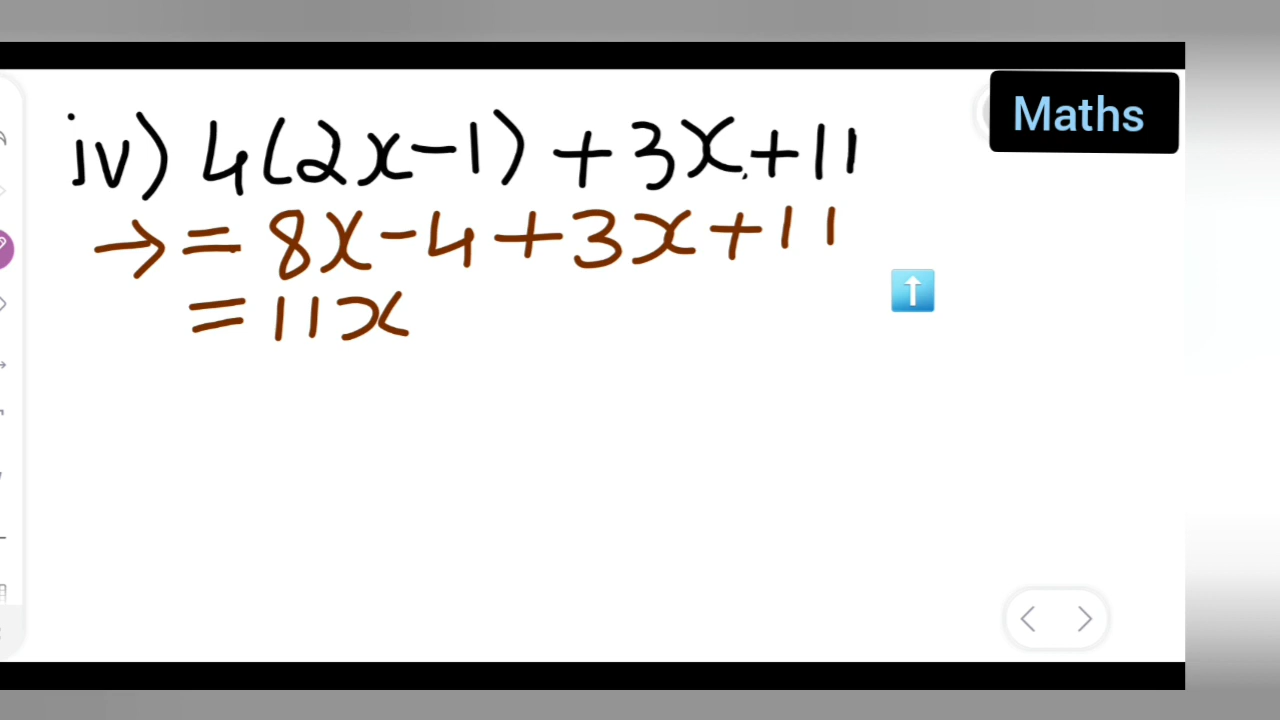 Maths
iv) 4(2x-1) + 3x + 11
→ = 8x - 4 + 3x + 11
= 11x